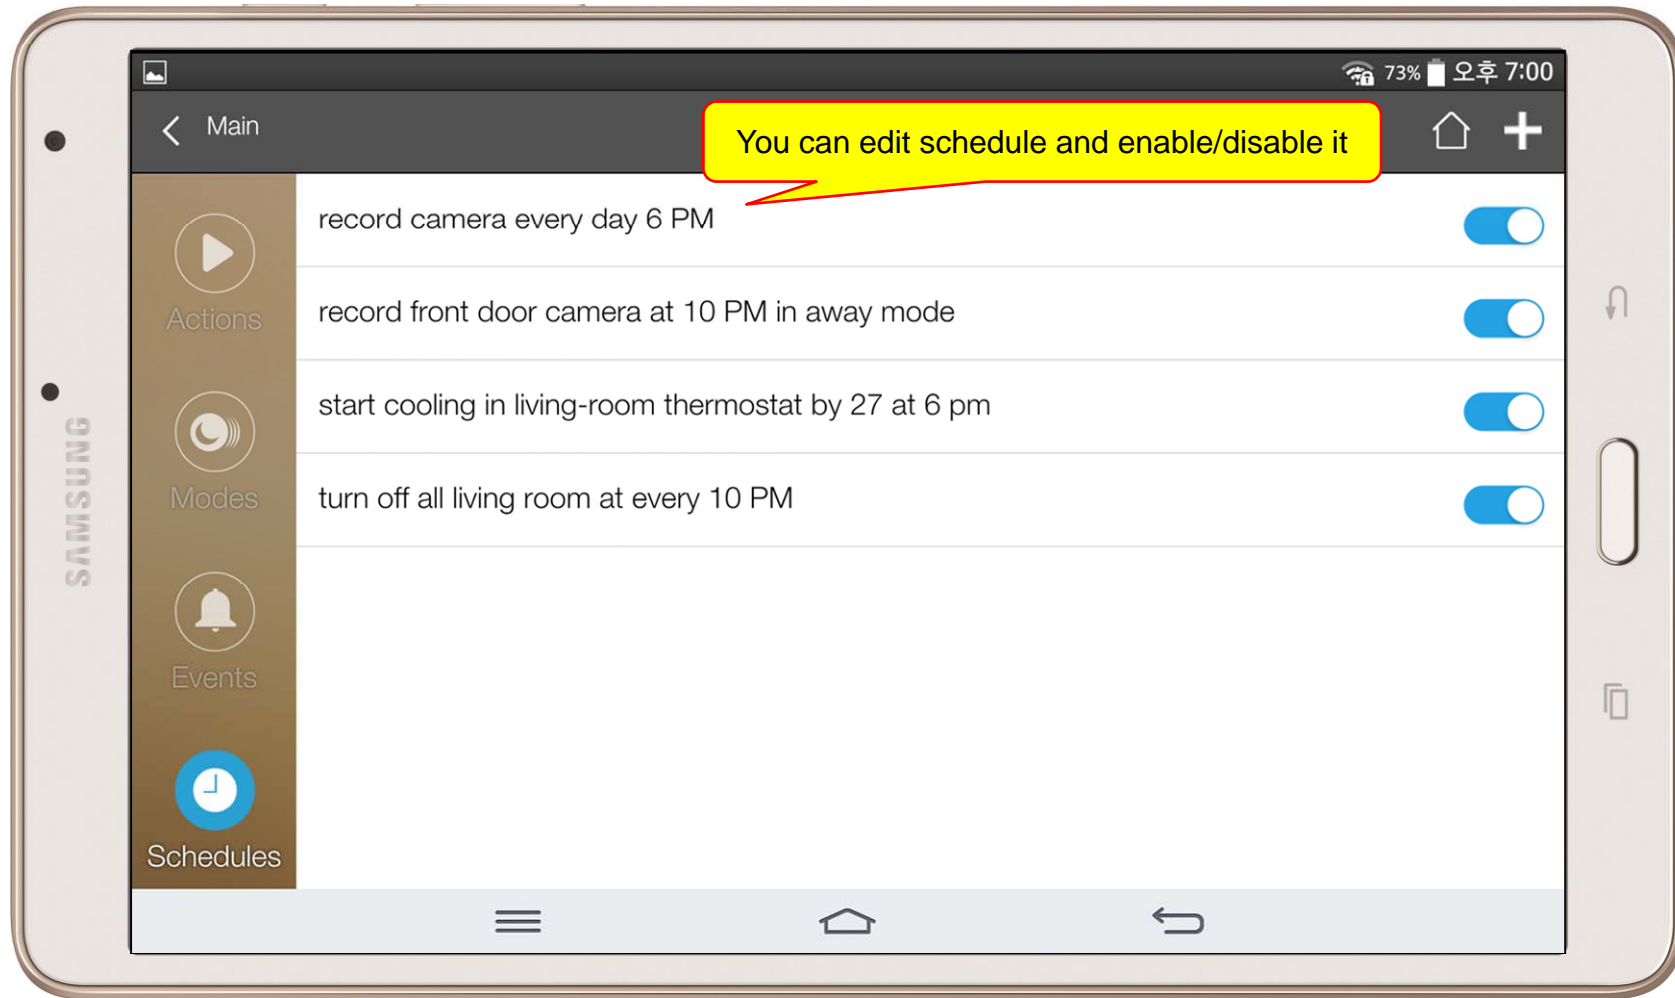 73% 오후 7:00
Main
You can edit schedule and enable/disable it
record camera every day 6 PM
Actions
record front door camera at 10 PM in away mode
start cooling in living-room thermostat by 27 at 6 pm
Modes
turn off all living room at every 10 PM
Events
Schedules
SAMSUNG